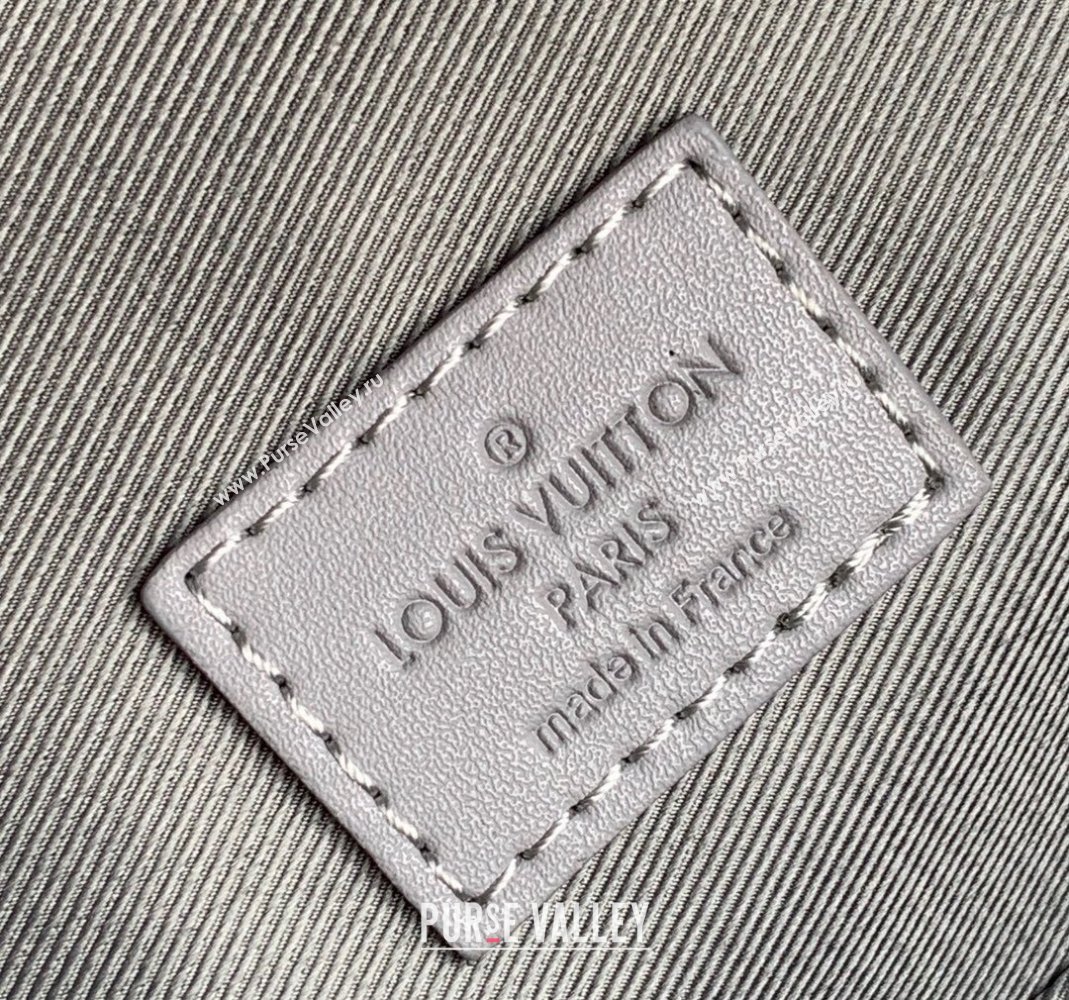 ®
LOUIS VUITTON
PARIS
made in France
www.PurseValley.ru
www.PurseValley.ru
PURSE VALLEY